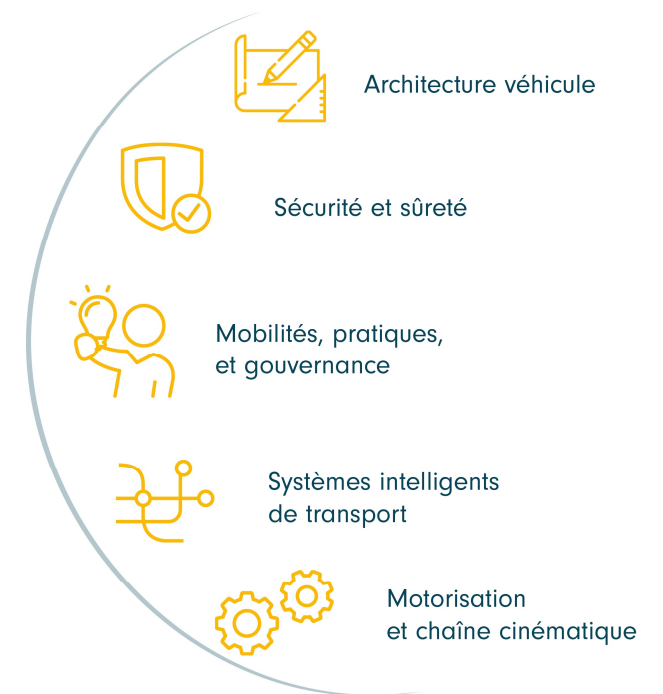 Architecture véhicule
Sécurité et sûreté
Mobilités, pratiques,
et gouvernance
Systèmes intelligents
de transport
Motorisation
et chaîne cinématique